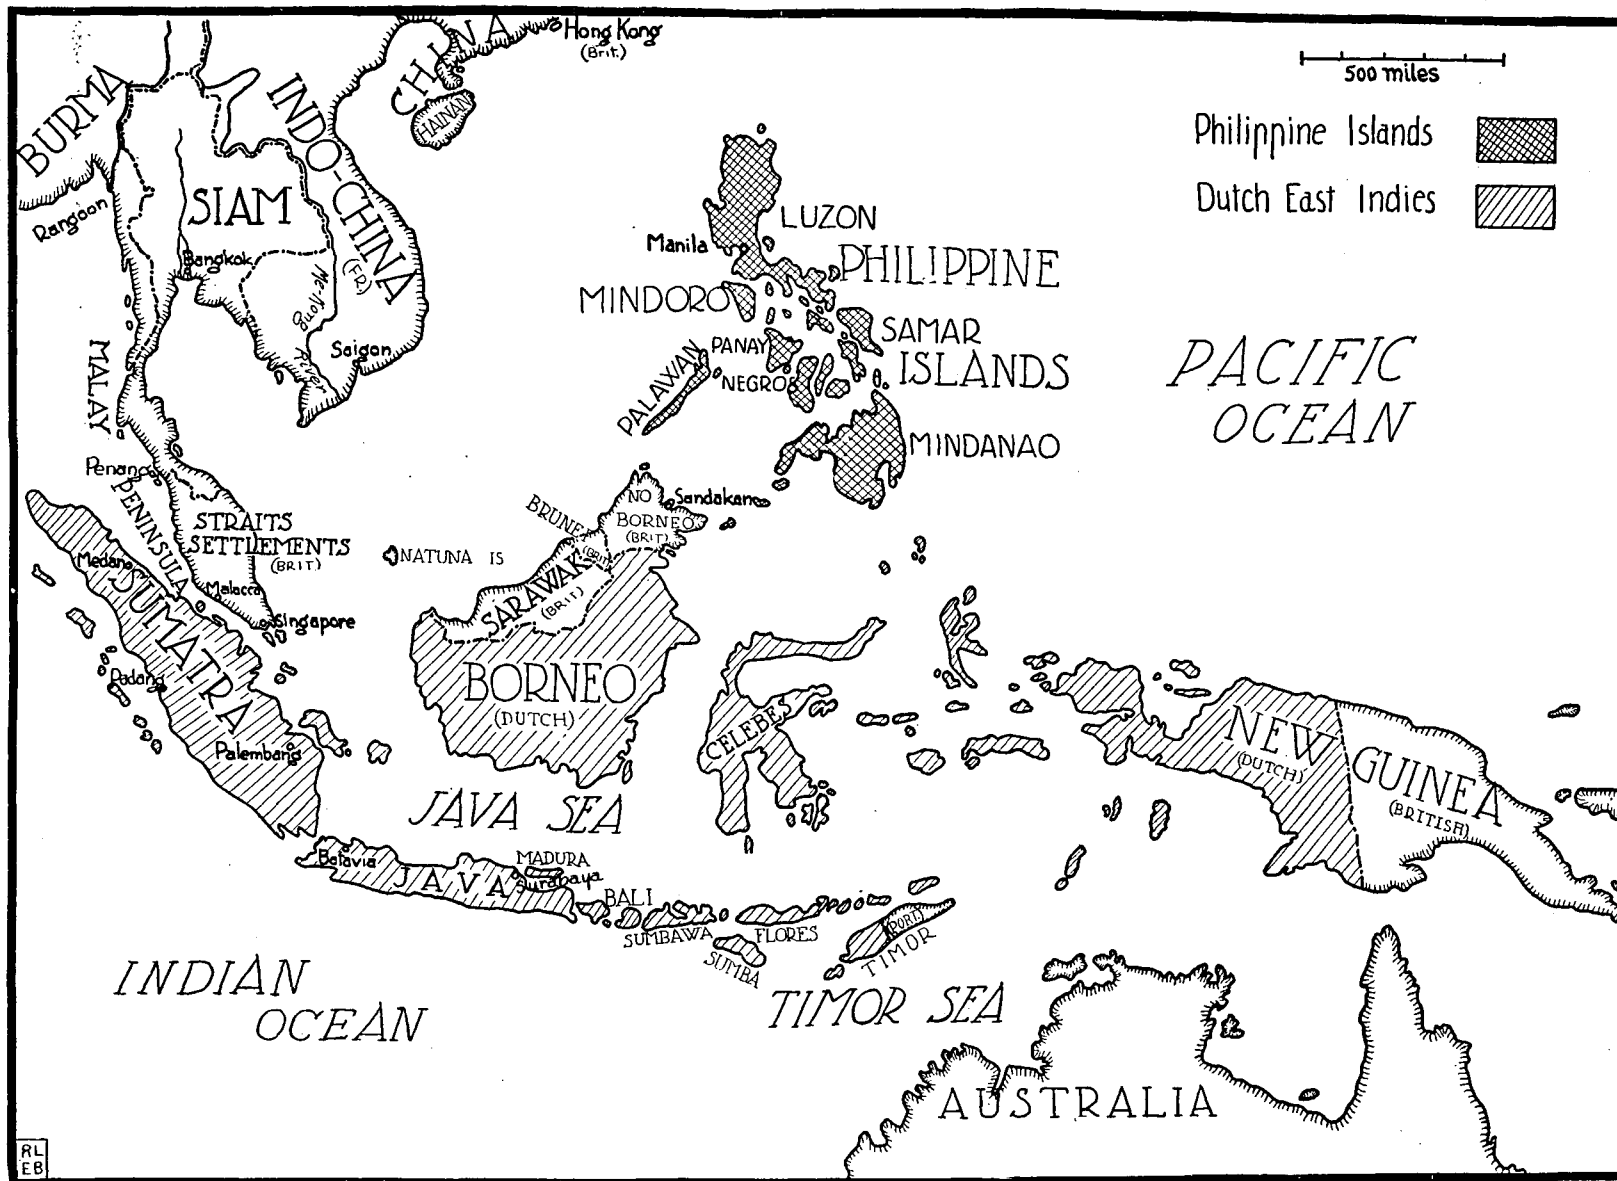 Hong Kong
(Brit.)
CHINA
HAINAN
500 miles
Philippine Islands
Dutch East Indies
BURMA
Rangoon
SIAM
Bangkok
INDO-CHINA
(FR.)
Me-Kong
River
Saigon
LUZON
Manila
PHILIPPINE
ISLANDS
MINDORO
SAMAR
PANAY
NEGROS
PALAWAN
MINDANAO
PACIFIC
OCEAN
MALAY
PENINSULA
Penang
STRAITS
SETTLEMENTS
(BRIT)
Malacca
Singapore
NATUNA IS
BRUNEI
(BRIT)
NO
BORNEO
(BRIT)
Sandakan
SARAWAK
(BRIT)
BORNEO
(DUTCH)
Medan
SUMATRA
Padang
Palembang
CELEBES
NEW
(DUTCH)
GUINEA
(BRITISH)
JAVA SEA
Batavia
JAVA
MADURA
Surabaya
BALI
SUMBAWA
FLORES
SUMBA
(PORT)
TIMOR
INDIAN
OCEAN
TIMOR SEA
AUSTRALIA
RL
EB